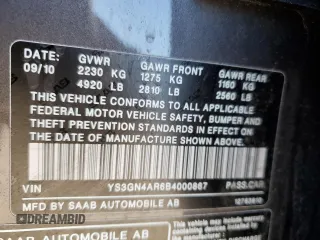 DATE: GVWR GAWR FRONT GAWR REAR
09/10 2230 KG 1275 KG 1160 KG
4920 LB 2810 LB 2560 LB
THIS VEHICLE CONFORMS TO ALL APPLICABLE
FEDERAL MOTOR VEHICLE SAFETY, BUMPER AND
THEFT PREVENTION STANDARDS IN EFFECT ON THE
DATE OF MANUFACTURE SHOWN ABOVE.
VIN YS3GN4AR6B4000887 PASS.CAR
MFD BY SAAB AUTOMOBILE AB
SAAB AUTOMOBILE AB
DREAMBID